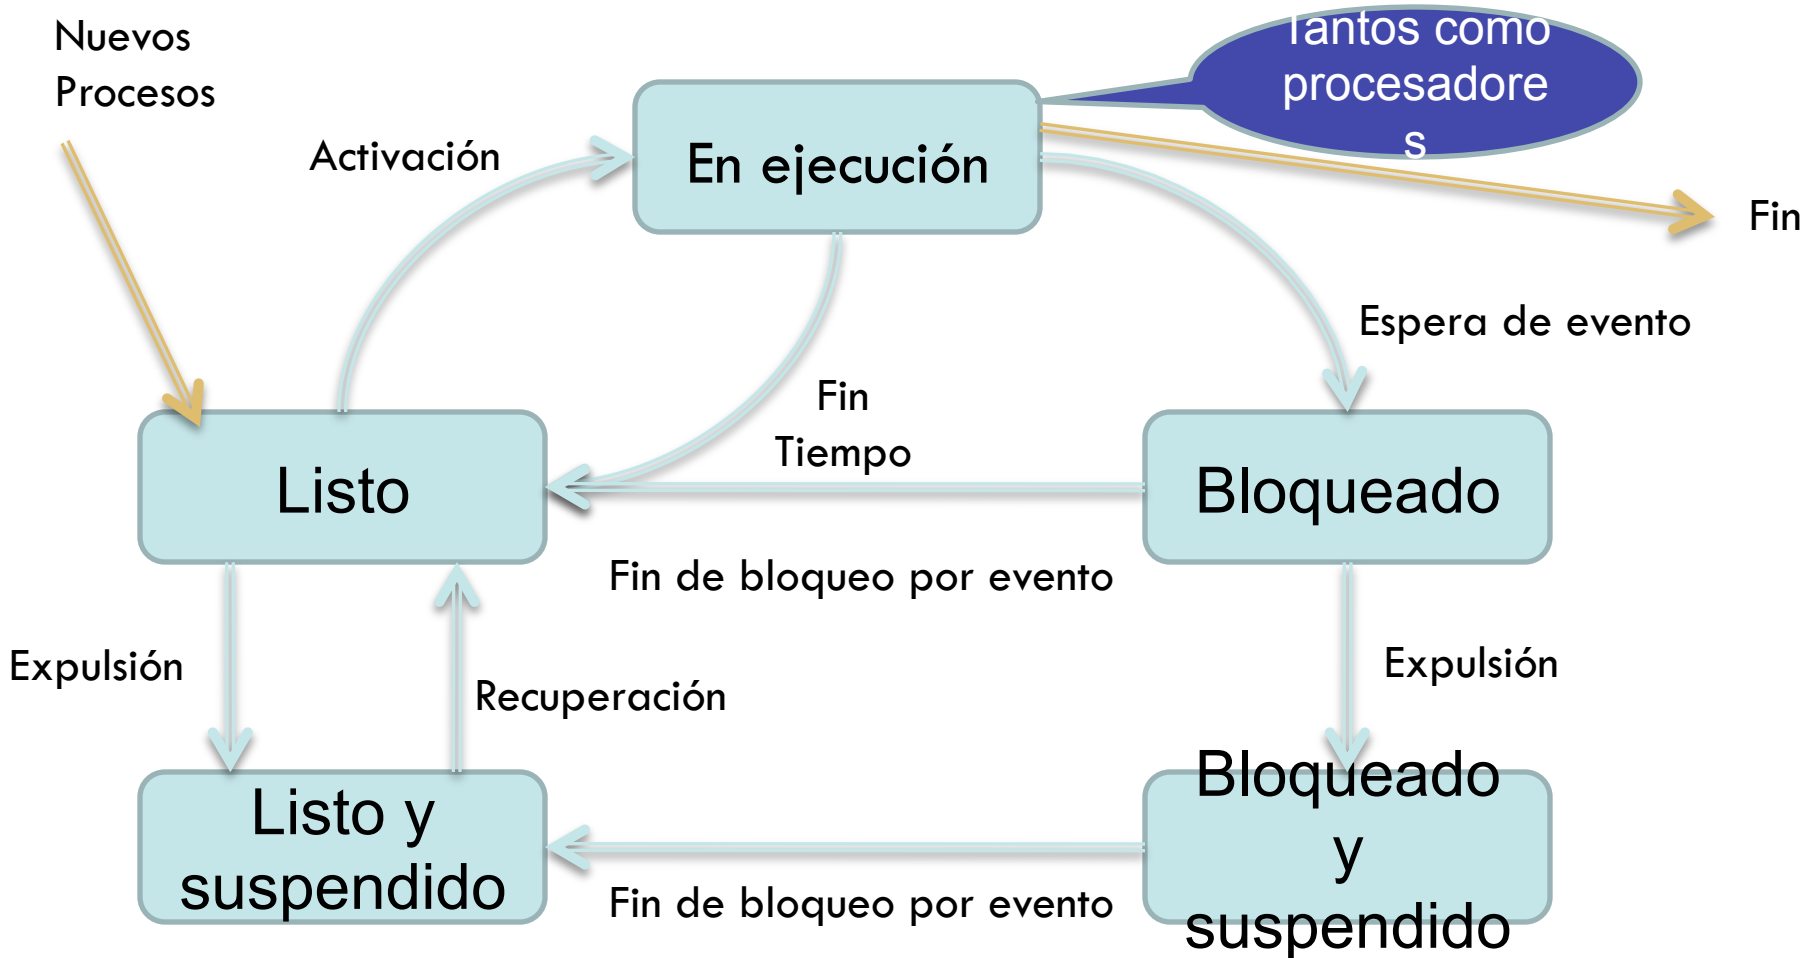 Nuevos
Procesos
Tantos como
procesadore
s
Activación
En ejecución
Fin
Espera de evento
Fin
Tiempo
Listo
Bloqueado
Fin de bloqueo por evento
Expulsión
Recuperación
Expulsión
Listo y
suspendido
Bloqueado
y
suspendido
Fin de bloqueo por evento